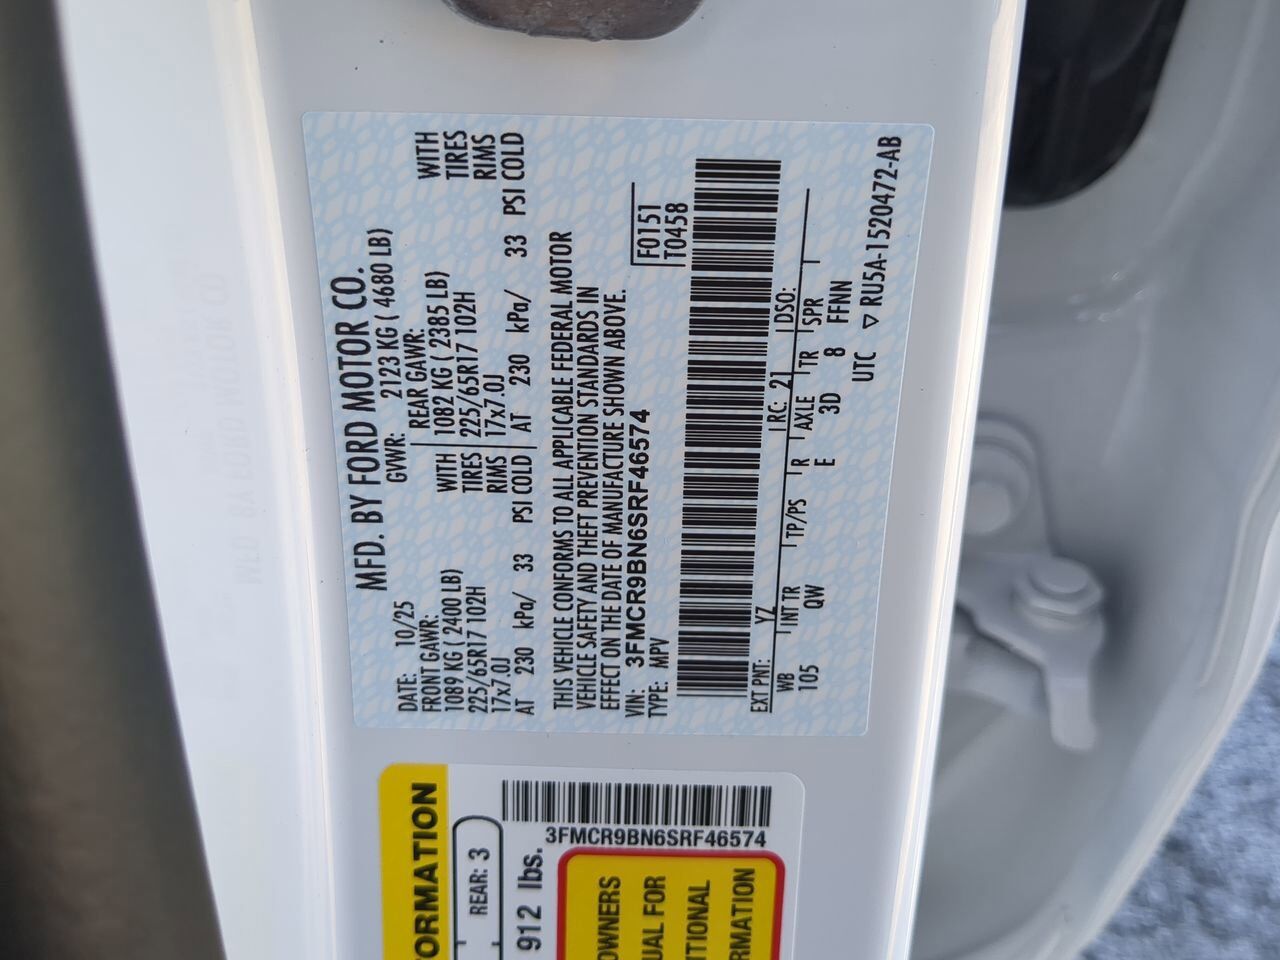 MFD. BY FORD MOTOR CO.
DATE: 10/25 GVWR: 2123 KG ( 4680 LB)
FRONT GAWR: REAR GAWR:
1089 KG ( 2400 LB) WITH 1082 KG ( 2385 LB) WITH
225/65R17 102H TIRES 225/65R17 102H TIRES
17x7.0J RIMS 17x7.0J RIMS
AT 230 kPa/ 33 PSI COLD AT 230 kPa/ 33 PSI COLD
THIS VEHICLE CONFORMS TO ALL APPLICABLE FEDERAL MOTOR
VEHICLE SAFETY AND THEFT PREVENTION STANDARDS IN
EFFECT ON THE DATE OF MANUFACTURE SHOWN ABOVE.
VIN: 3FMCR9BN6SRF46574 F0151
TYPE: MPV T0458
EXT PNT: YZ RC: 21 DSO:
WB INT TR TP/PS R AXLE TR SPR
105 QW E 3D 8 FFNN
UTC ▽ RU5A-1520472-AB
ORMATION
REAR: 3
912 lbs.
3FMCR9BN6SRF46574
OWNERS
UAL FOR
ITIONAL
RMATION